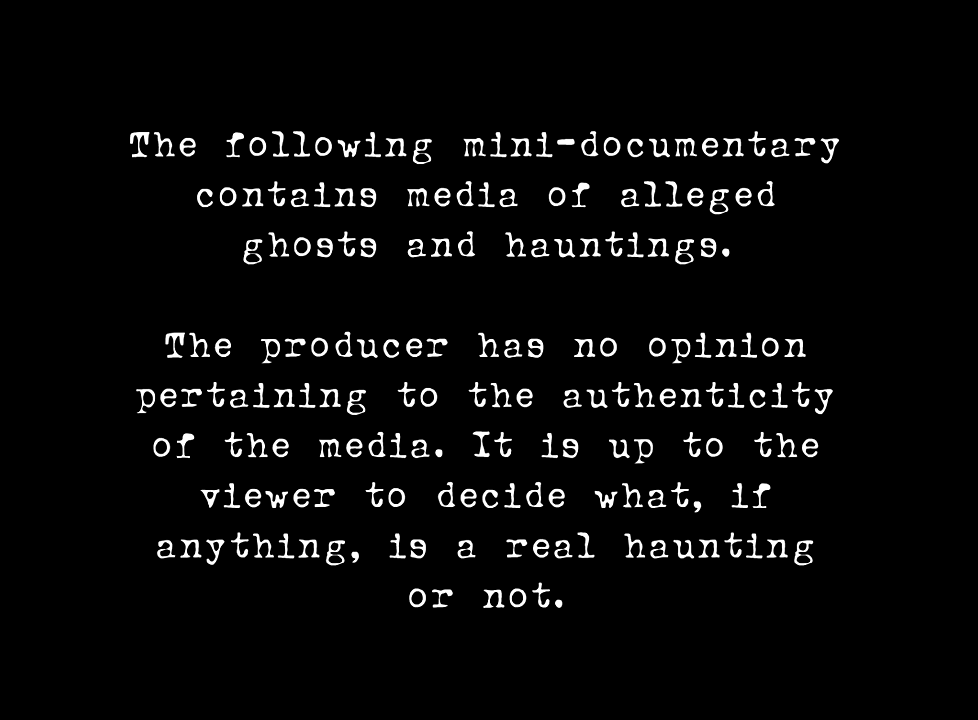 The following mini-documentary
contains media of alleged
ghosts and hauntings.
The producer has no opinion
pertaining to the authenticity
of the media. It is up to the
viewer to decide what, if
anything, is a real haunting
or not.